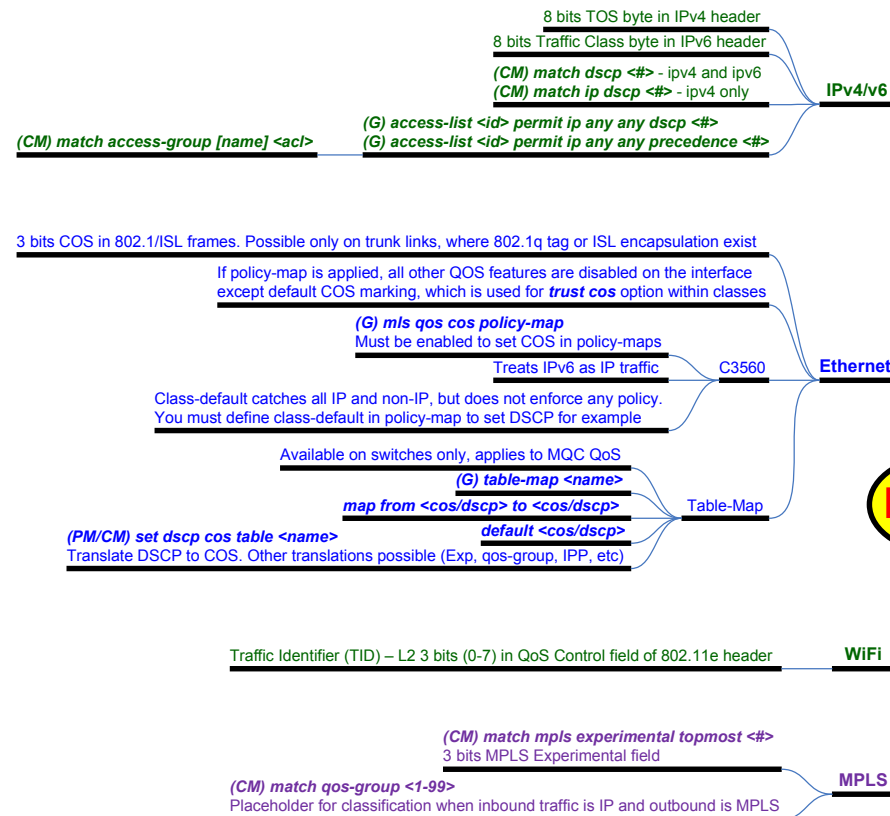 8 bits TOS byte in IPv4 header
8 bits Traffic Class byte in IPv6 header
(CM) match dscp <#> - ipv4 and ipv6
(CM) match ip dscp <#> - ipv4 only
IPv4/v6
(G) access-list <id> permit ip any any dscp <#>
(G) access-list <id> permit ip any any precedence <#>
(CM) match access-group [name] <acl>
3 bits COS in 802.1/ISL frames. Possible only on trunk links, where 802.1q tag or ISL encapsulation exist
If policy-map is applied, all other QOS features are disabled on the interface
except default COS marking, which is used for trust cos option within classes
(G) mls qos cos policy-map
Must be enabled to set COS in policy-maps
Treats IPv6 as IP traffic
C3560
Ethernet
Class-default catches all IP and non-IP, but does not enforce any policy.
You must define class-default in policy-map to set DSCP for example
Available on switches only, applies to MQC QoS
(G) table-map <name>
map from <cos/dscp> to <cos/dscp>
Table-Map
default <cos/dscp>
(PM/CM) set dscp cos table <name>
Translate DSCP to COS. Other translations possible (Exp, qos-group, IPP, etc)
Traffic Identifier (TID) – L2 3 bits (0-7) in QoS Control field of 802.11e header
WiFi
(CM) match mpls experimental topmost <#>
3 bits MPLS Experimental field
MPLS
(CM) match qos-group <1-99>
Placeholder for classification when inbound traffic is IP and outbound is MPLS